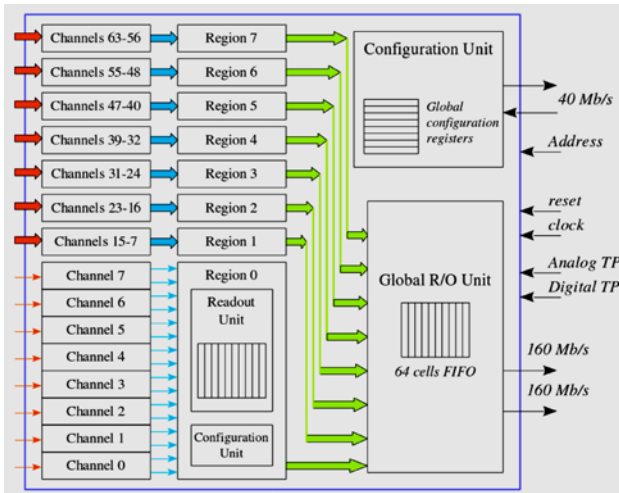 Channels 63-56
Region 7
Channels 55-48
Region 6
Channels 47-40
Region 5
Channels 39-32
Region 4
Channels 31-24
Region 3
Channels 23-16
Region 2
Channels 15-7
Region 1
Channel 7
Channel 6
Channel 5
Channel 4
Channel 3
Channel 2
Channel 1
Channel 0
Region 0
Readout
Unit
Configuration
Unit
Configuration Unit
Global
configuration
registers
Global R/O Unit
64 cells FIFO
40 Mb/s
Address
reset
clock
Analog TP
Digital TP
160 Mb/s
160 Mb/s